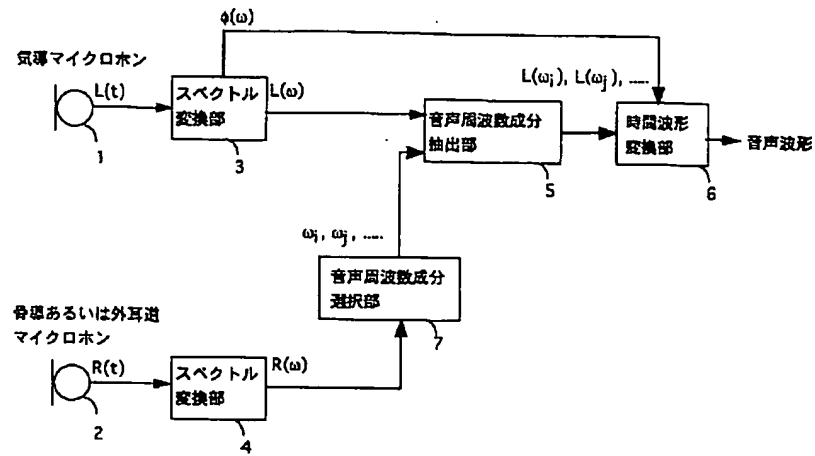 ϕ(ω)
気導マイクロホン
L(t)
1
スペクトル
変換部
3
L(ω)
音声周波数成分
抽出部
5
L(ωi), L(ωj), .....
時間波形
変換部
6
音声波形
ωi, ωj, .....
音声周波数成分
選択部
7
骨導あるいは外耳道
マイクロホン
R(t)
2
スペクトル
変換部
4
R(ω)